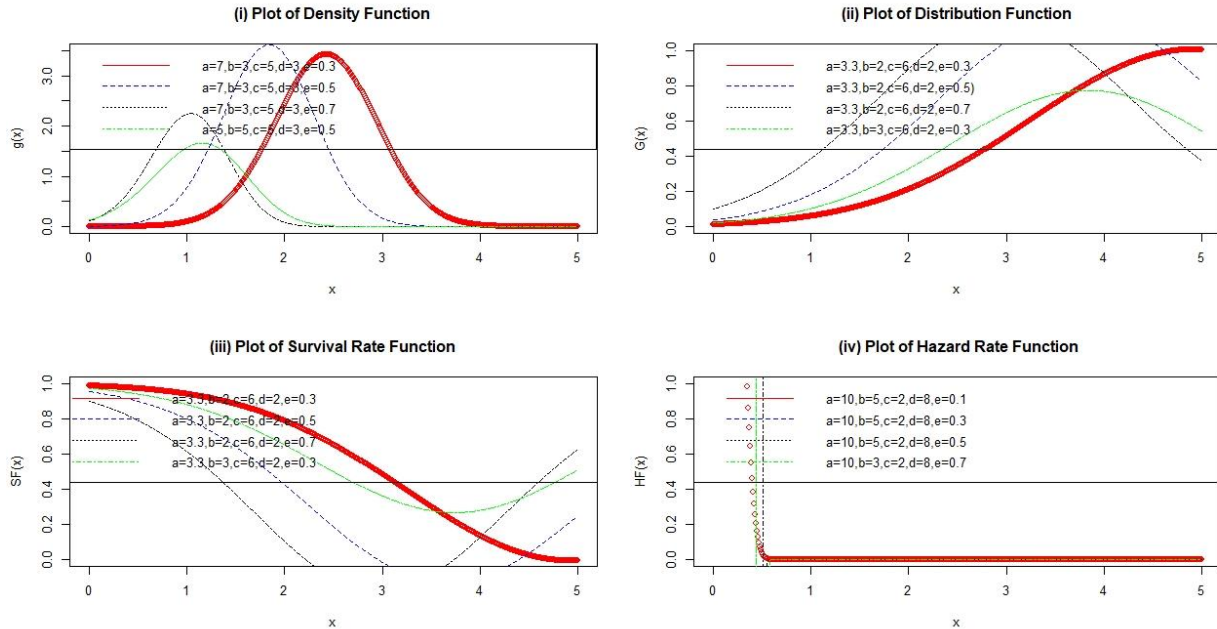 (i) Plot of Density Function
g(x)
3.0
2.0
1.0
0.0
a=7,b=3,c=5,d=3,e=0.3
a=7,b=3,c=5,d=3,e=0.5
a=7,b=3,c=5,d=3,e=0.7
a=5,b=5,c=5,d=3,e=0.5
0 1 2 3 4 5
x
(ii) Plot of Distribution Function
G(x)
1.0
0.8
0.6
0.4
0.2
0.0
a=3.3,b=2,c=6,d=2,e=0.3
a=3.3,b=2,c=6,d=2,e=0.5)
a=3.3,b=2,c=6,d=2,e=0.7
a=3.3,b=3,c=6,d=2,e=0.3
0 1 2 3 4 5
x
(iii) Plot of Survival Rate Function
SF(x)
1.0
0.8
0.6
0.4
0.2
0.0
a=3.3,b=2,c=6,d=2,e=0.3
a=3.3,b=2,c=6,d=2,e=0.5
a=3.3,b=2,c=6,d=2,e=0.7
a=3.3,b=3,c=6,d=2,e=0.3
0 1 2 3 4 5
x
(iv) Plot of Hazard Rate Function
HF(x)
1.0
0.8
0.6
0.4
0.2
0.0
a=10,b=5,c=2,d=8,e=0.1
a=10,b=5,c=2,d=8,e=0.3
a=10,b=5,c=2,d=8,e=0.5
a=10,b=3,c=2,d=8,e=0.7
0 1 2 3 4 5
x